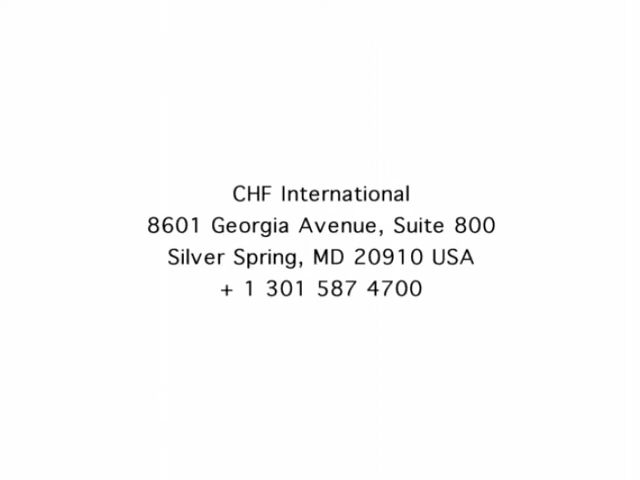 CHF International
8601 Georgia Avenue, Suite 800
Silver Spring, MD 20910 USA
+ 1 301 587 4700